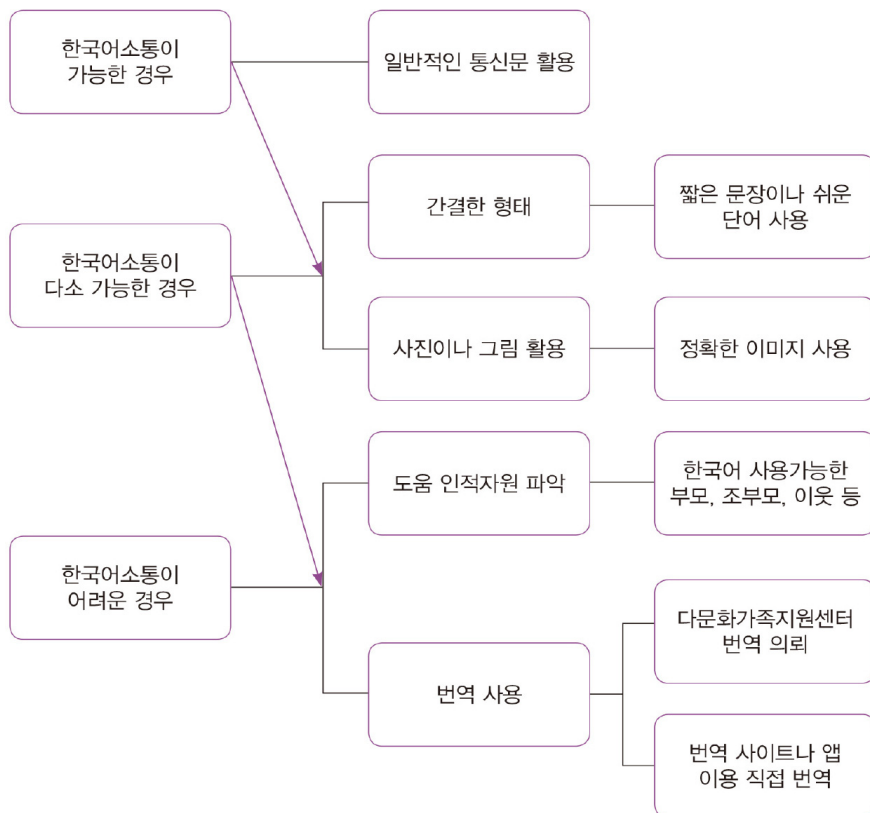 한국어소통이
가능한 경우
일반적인 통신문 활용
간결한 형태
짧은 문장이나 쉬운
단어 사용
한국어소통이
다소 가능한 경우
사진이나 그림 활용
정확한 이미지 사용
도움 인적자원 파악
한국어 사용가능한
부모, 조부모, 이웃 등
한국어소통이
어려운 경우
다문화가족지원센터
번역 의뢰
번역 사용
번역 사이트나 앱
이용 직접 번역